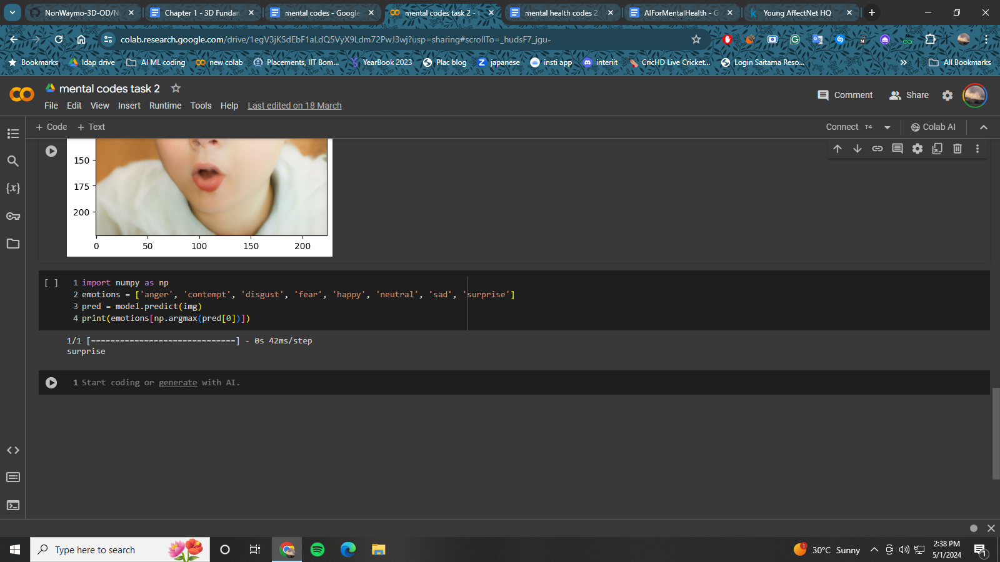 NonWaymo-3D-OD/N
Chapter 1 - 3D Fundar
mental codes - Google
mental codes task 2 -
mental health codes 2
AIForMentalHealth - G
Young AffectNet HQ
colab.research.google.com/drive/1egV3jKSdEbF1aLdQ5VyX9Ldm72PwJ3wj?usp=sharing#scrollTo=_hudsF7_jgu-
Bookmarks
ldap drive
AI ML coding
new colab
Placements, IIT Bom...
YearBook 2023
Plac blog
japanese
insti app
interiit
CricHD Live Cricket...
Login Saitama Reso...
»
All Bookmarks
mental codes task 2
Comment
Share
File Edit View Insert Runtime Tools Help Last edited on 18 March
+ Code + Text
Connect T4
Colab AI
150
175
200
0 50 100 150 200
{x}
[ ] 1 import numpy as np
2 emotions = ['anger', 'contempt', 'disgust', 'fear', 'happy', 'neutral', 'sad', 'surprise']
3 pred = model.predict(img)
4 print(emotions[np.argmax(pred[0])])
1/1 [==============================] - 0s 42ms/step
surprise
1 Start coding or generate with AI.
Type here to search
1
30°C Sunny
2:38 PM
5/1/2024
1